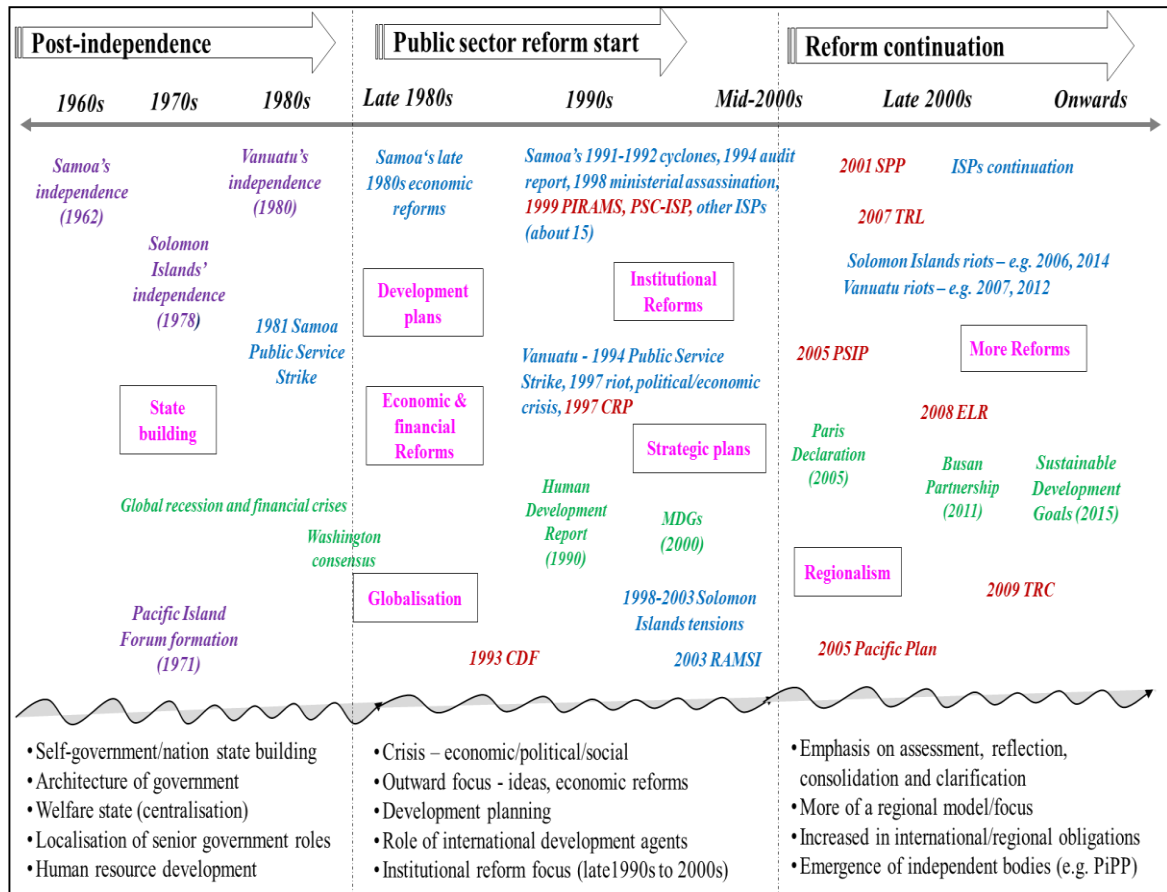 Post-independence
Public sector reform start
Reform continuation
1960s
1970s
1980s
Late 1980s
1990s
Mid-2000s
Late 2000s
Onwards
Samoa's
independence
(1962)
Vanuatu's
independence
(1980)
Solomon
Islands'
independence
(1978)
1981 Samoa
Public Service
Strike
State
building
Global recession and financial crises
Washington
consensus
Pacific Island
Forum formation
(1971)
Samoa‘s late
1980s economic
reforms
Samoa's 1991-1992 cyclones, 1994 audit
report, 1998 ministerial assassination,
1999 PIRAMS, PSC-ISP, other ISPs
(about 15)
Development
plans
Institutional
Reforms
Vanuatu - 1994 Public Service
Strike, 1997 riot, political/economic
crisis, 1997 CRP
Economic &
financial
Reforms
Strategic plans
Human
Development
Report
(1990)
MDGs
(2000)
Globalisation
1998-2003 Solomon
Islands tensions
1993 CDF
2003 RAMSI
2001 SPP
ISPs continuation
2007 TRL
Solomon Islands riots – e.g. 2006, 2014
Vanuatu riots – e.g. 2007, 2012
2005 PSIP
More Reforms
2008 ELR
Paris
Declaration
(2005)
Busan
Partnership
(2011)
Sustainable
Development
Goals (2015)
Regionalism
2009 TRC
2005 Pacific Plan
• Self-government/nation state building
• Architecture of government
• Welfare state (centralisation)
• Localisation of senior government roles
• Human resource development
• Crisis – economic/political/social
• Outward focus - ideas, economic reforms
• Development planning
• Role of international development agents
• Institutional reform focus (late1990s to 2000s)
• Emphasis on assessment, reflection,
consolidation and clarification
• More of a regional model/focus
• Increased in international/regional obligations
• Emergence of independent bodies (e.g. PiPP)